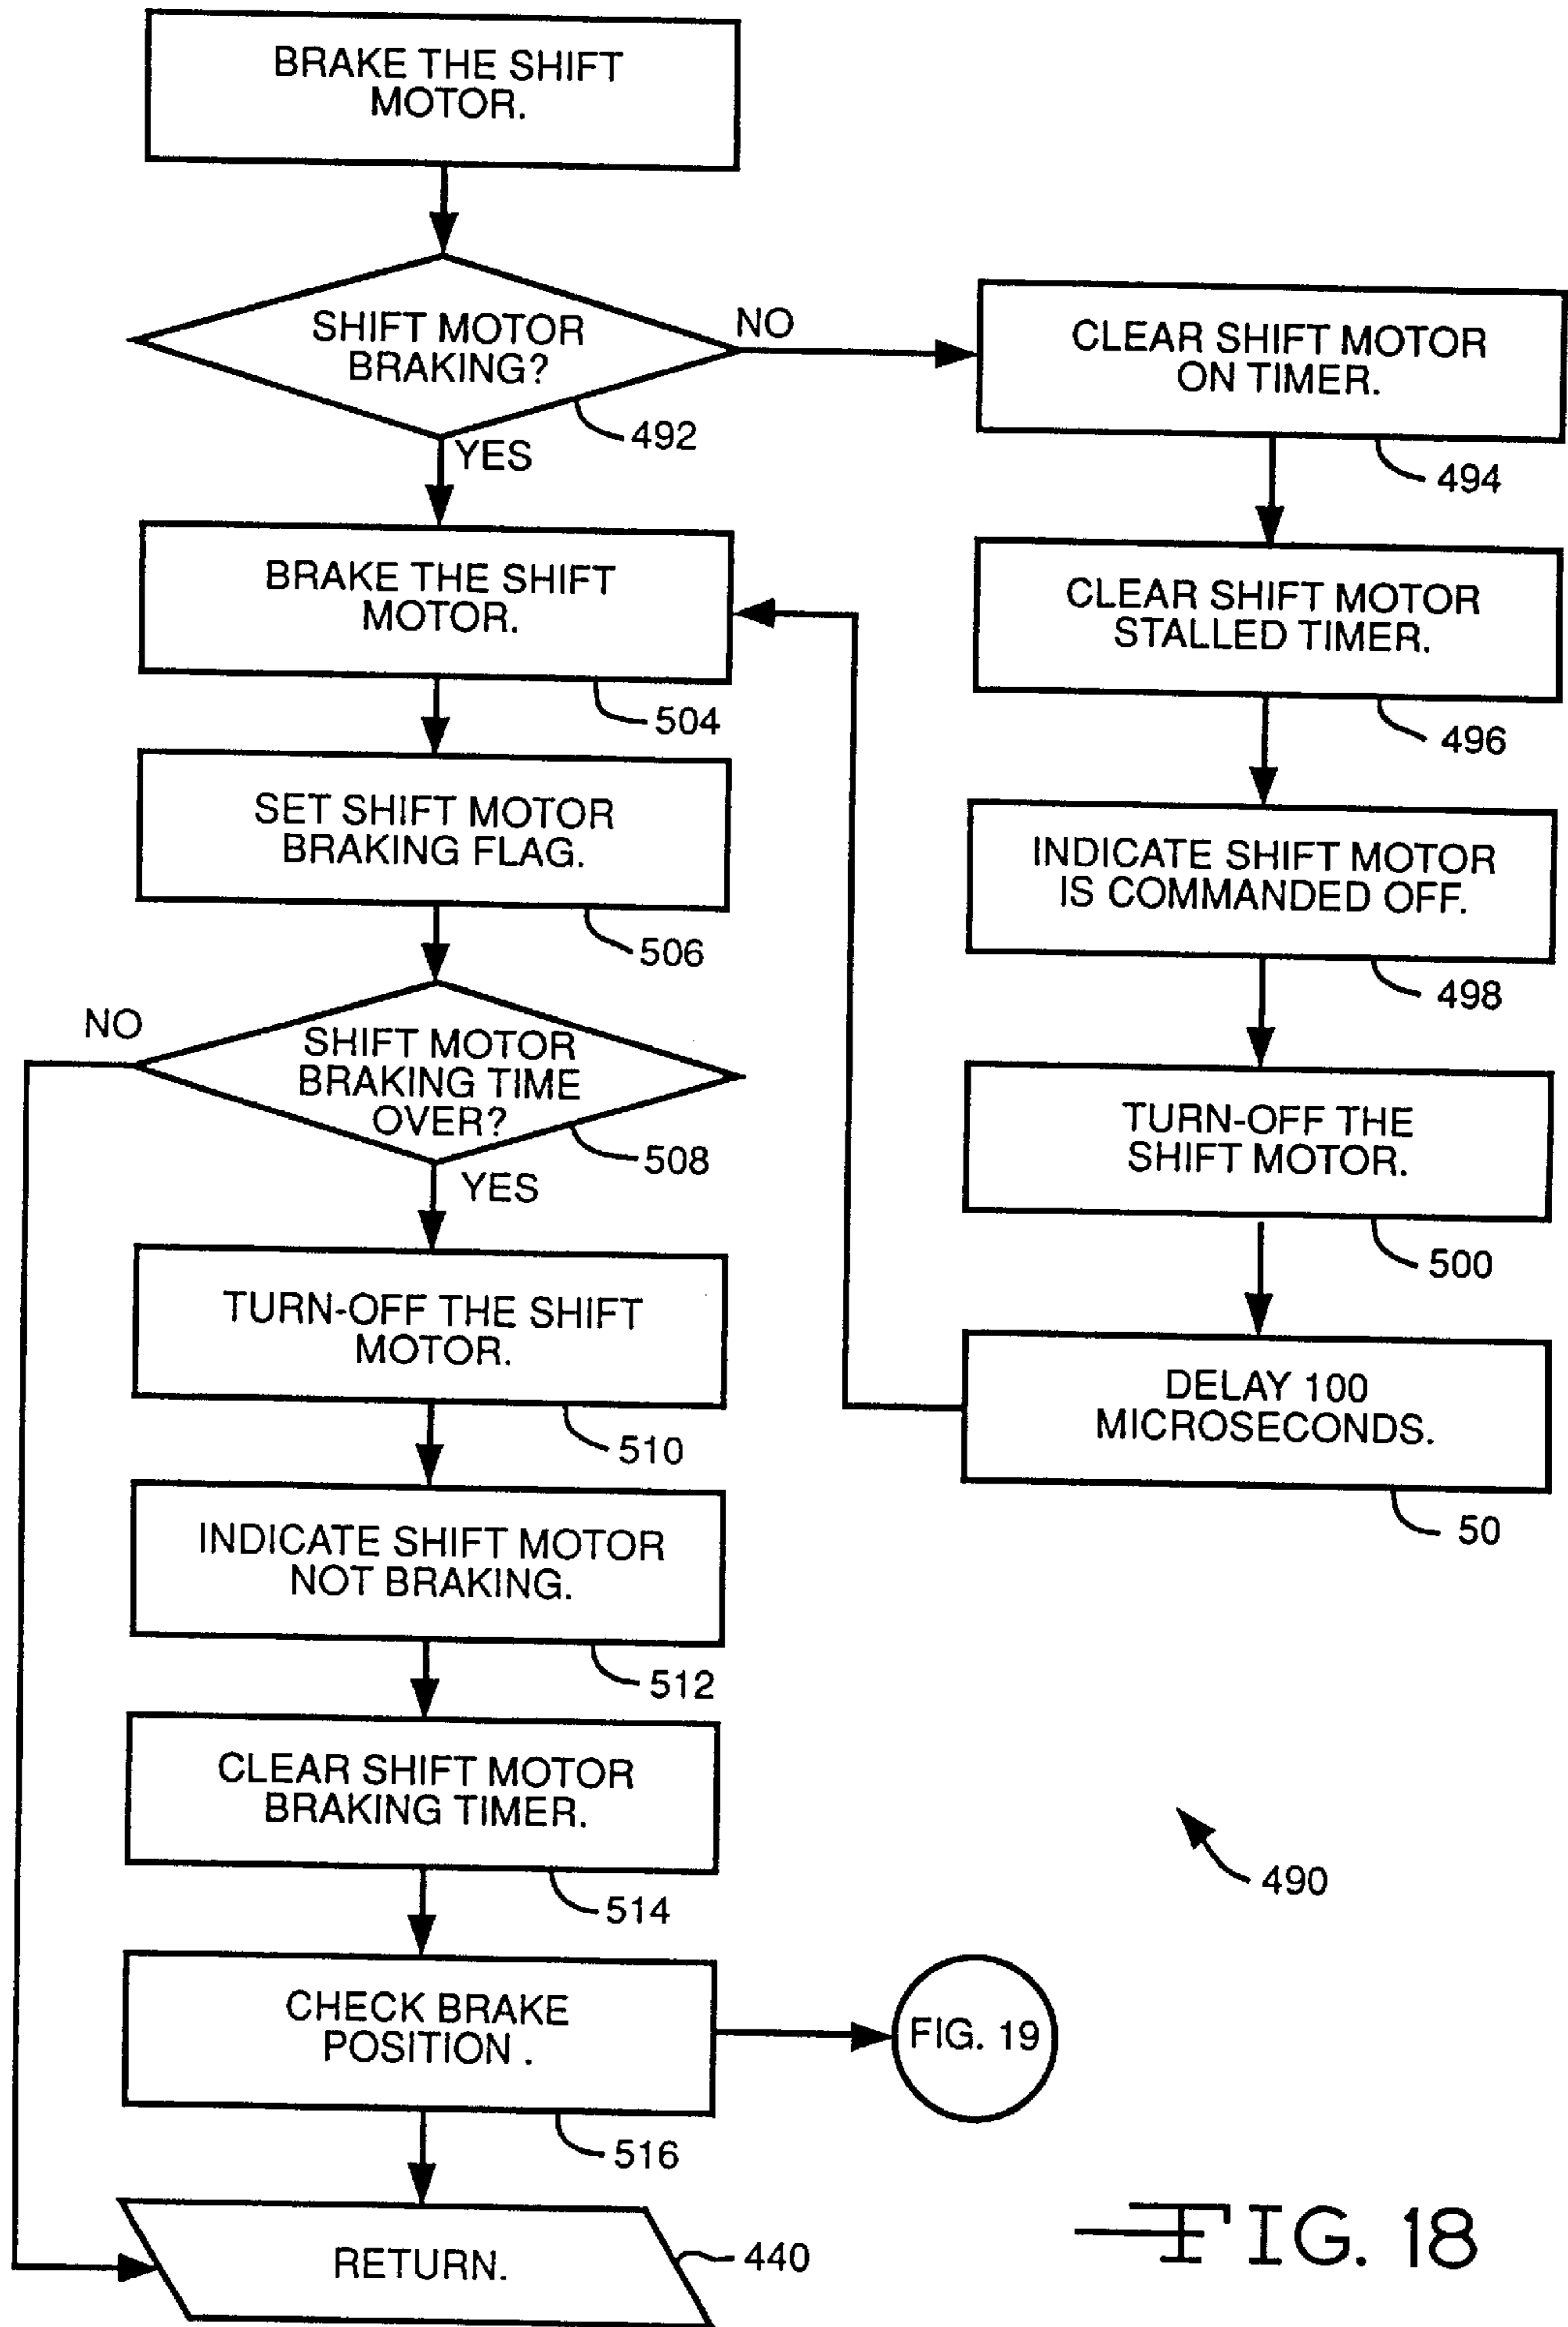 BRAKE THE SHIFT
MOTOR.
SHIFT MOTOR
BRAKING?
492
NO
YES
CLEAR SHIFT MOTOR
ON TIMER.
494
CLEAR SHIFT MOTOR
STALLED TIMER.
496
INDICATE SHIFT MOTOR
IS COMMANDED OFF.
498
TURN-OFF THE
SHIFT MOTOR.
500
DELAY 100
MICROSECONDS.
50
BRAKE THE SHIFT
MOTOR.
504
SET SHIFT MOTOR
BRAKING FLAG.
506
SHIFT MOTOR
BRAKING TIME
OVER?
508
NO
YES
TURN-OFF THE SHIFT
MOTOR.
510
INDICATE SHIFT MOTOR
NOT BRAKING.
512
CLEAR SHIFT MOTOR
BRAKING TIMER.
514
CHECK BRAKE
POSITION .
516
FIG. 19
RETURN.
440
490
FIG. 18